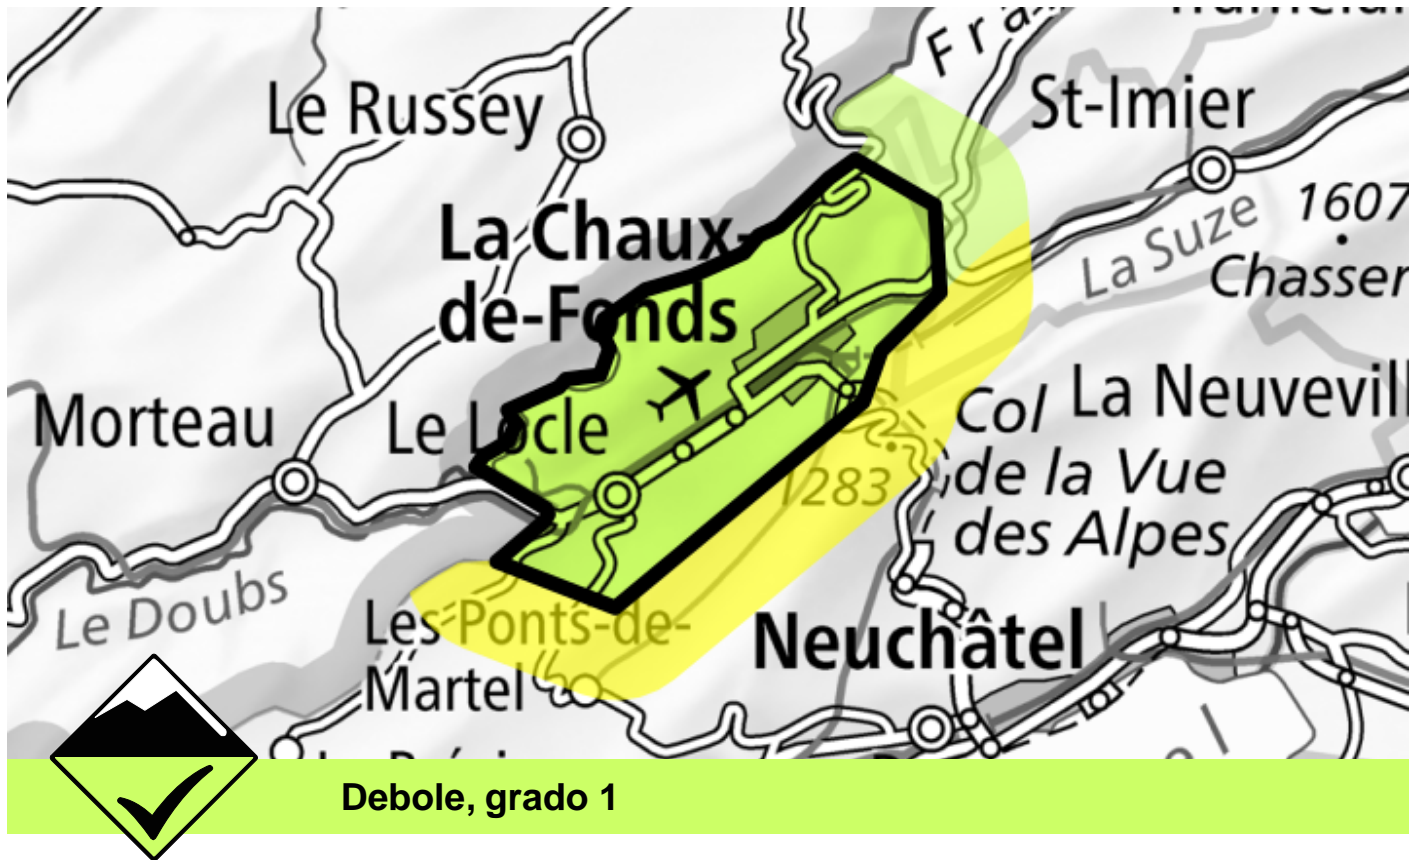 Fra
St-Imier
Le Russey
1607
La Suze
La Chaux-
de-Fonds
Chasser
Col
La Neuvevill
de la Vue
des Alpes
Morteau
Le Locle
1283
Le Doubs
Les Ponts-de-
Martel
Neuchâtel
Debole, grado 1